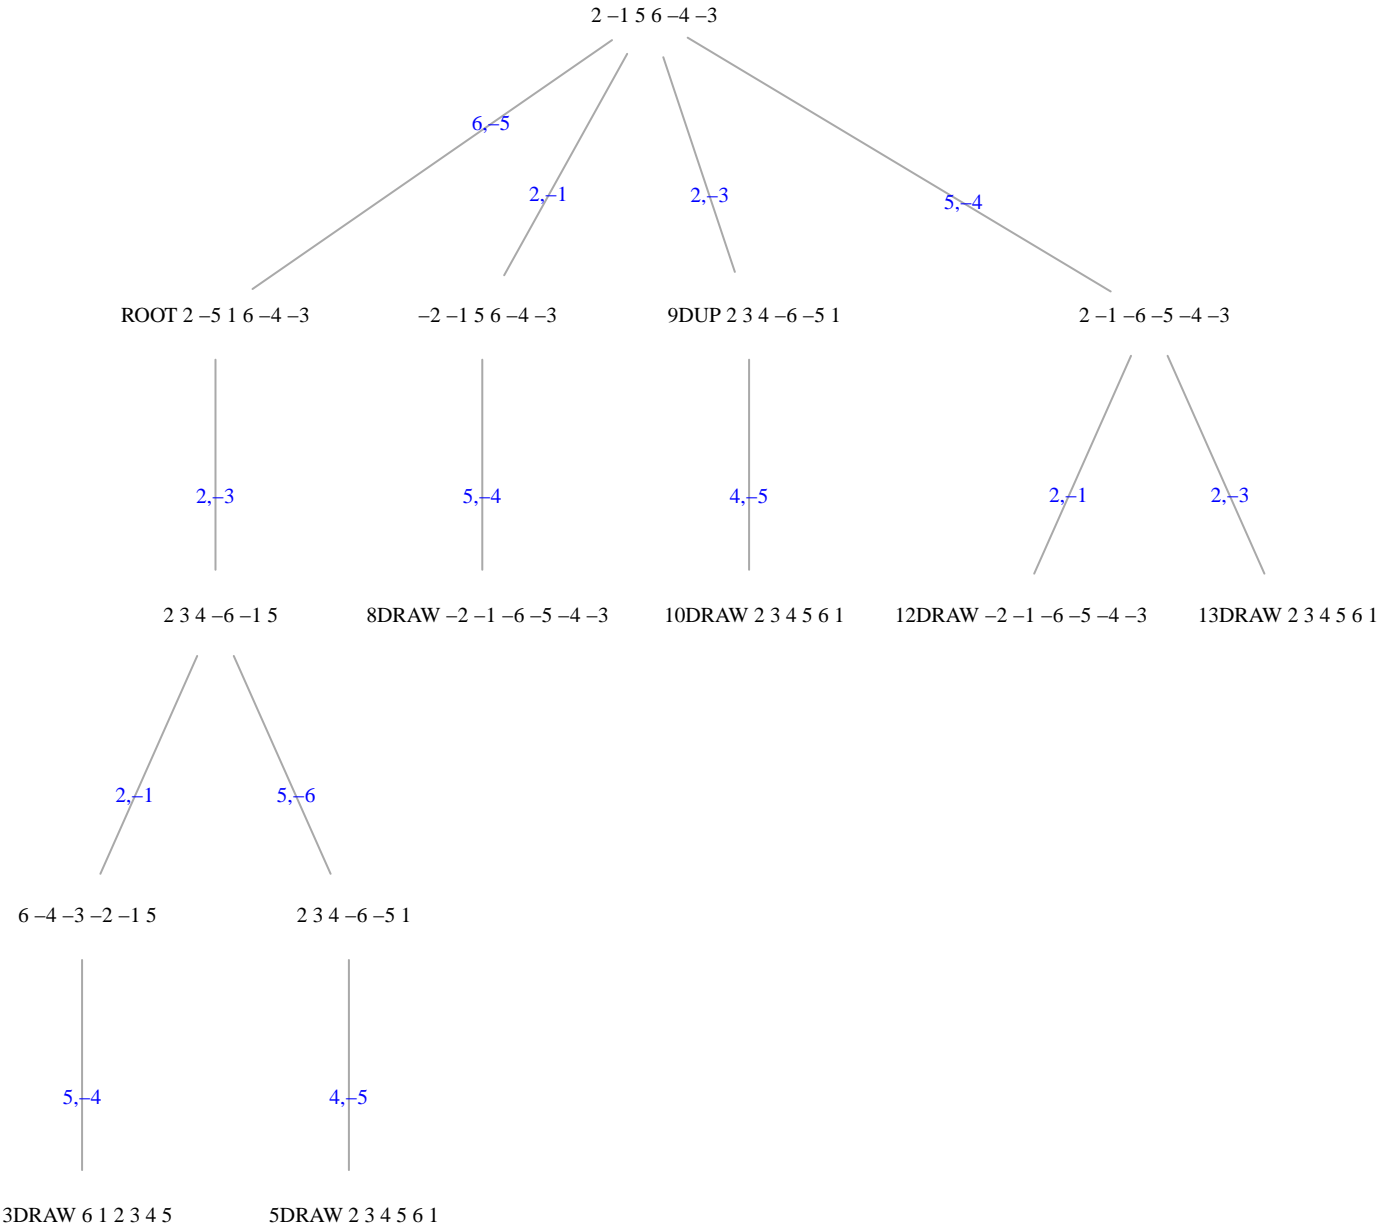 2 –1 5 6 –4 –3
6,–5
2,–1
2,–3
5,–4
ROOT 2 –5 1 6 –4 –3
–2 –1 5 6 –4 –3
9DUP 2 3 4 –6 –5 1
2 –1 –6 –5 –4 –3
2,–3
5,–4
4,–5
2,–1
2,–3
2 3 4 –6 –1 5
8DRAW –2 –1 –6 –5 –4 –3
10DRAW 2 3 4 5 6 1
12DRAW –2 –1 –6 –5 –4 –3
13DRAW 2 3 4 5 6 1
2,–1
5,–6
6 –4 –3 –2 –1 5
2 3 4 –6 –5 1
5,–4
4,–5
3DRAW 6 1 2 3 4 5
5DRAW 2 3 4 5 6 1